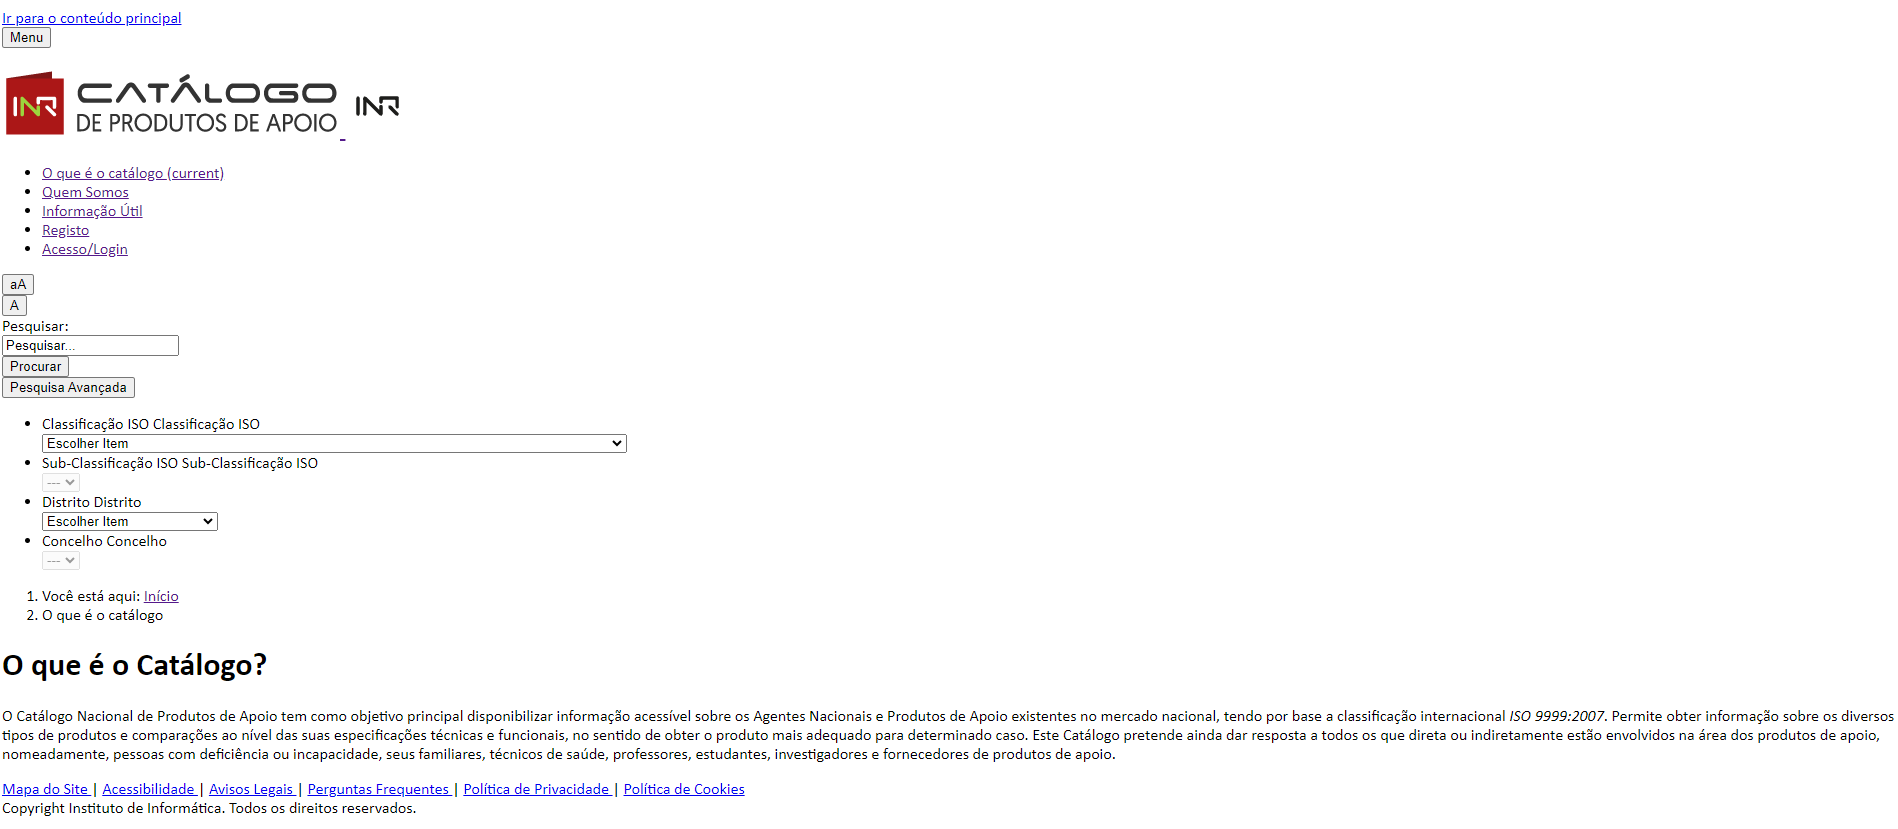 Ir para o conteúdo principal
Menu
INR CATÁLOGO DE PRODUTOS DE APOIO INR
O que é o catálogo (current)
Quem Somos
Informação Útil
Registo
Acesso/Login
aA
A
Pesquisar:
Pesquisar...
Procurar
Pesquisa Avançada
Classificação ISO Classificação ISO
Escolher Item
Sub-Classificação ISO Sub-Classificação ISO
---
Distrito Distrito
Escolher Item
Concelho Concelho
---
1. Você está aqui: Início
2. O que é o catálogo
O que é o Catálogo?
O Catálogo Nacional de Produtos de Apoio tem como objetivo principal disponibilizar informação acessível sobre os Agentes Nacionais e Produtos de Apoio existentes no mercado nacional, tendo por base a classificação internacional ISO 9999:2007. Permite obter informação sobre os diversos
tipos de produtos e comparações ao nível das suas especificações técnicas e funcionais, no sentido de obter o produto mais adequado para determinado caso. Este Catálogo pretende ainda dar resposta a todos os que direta ou indiretamente estão envolvidos na área dos produtos de apoio,
nomeadamente, pessoas com deficiência ou incapacidade, seus familiares, técnicos de saúde, professores, estudantes, investigadores e fornecedores de produtos de apoio.
Mapa do Site | Acessibilidade | Avisos Legais | Perguntas Frequentes | Política de Privacidade | Política de Cookies
Copyright Instituto de Informática. Todos os direitos reservados.